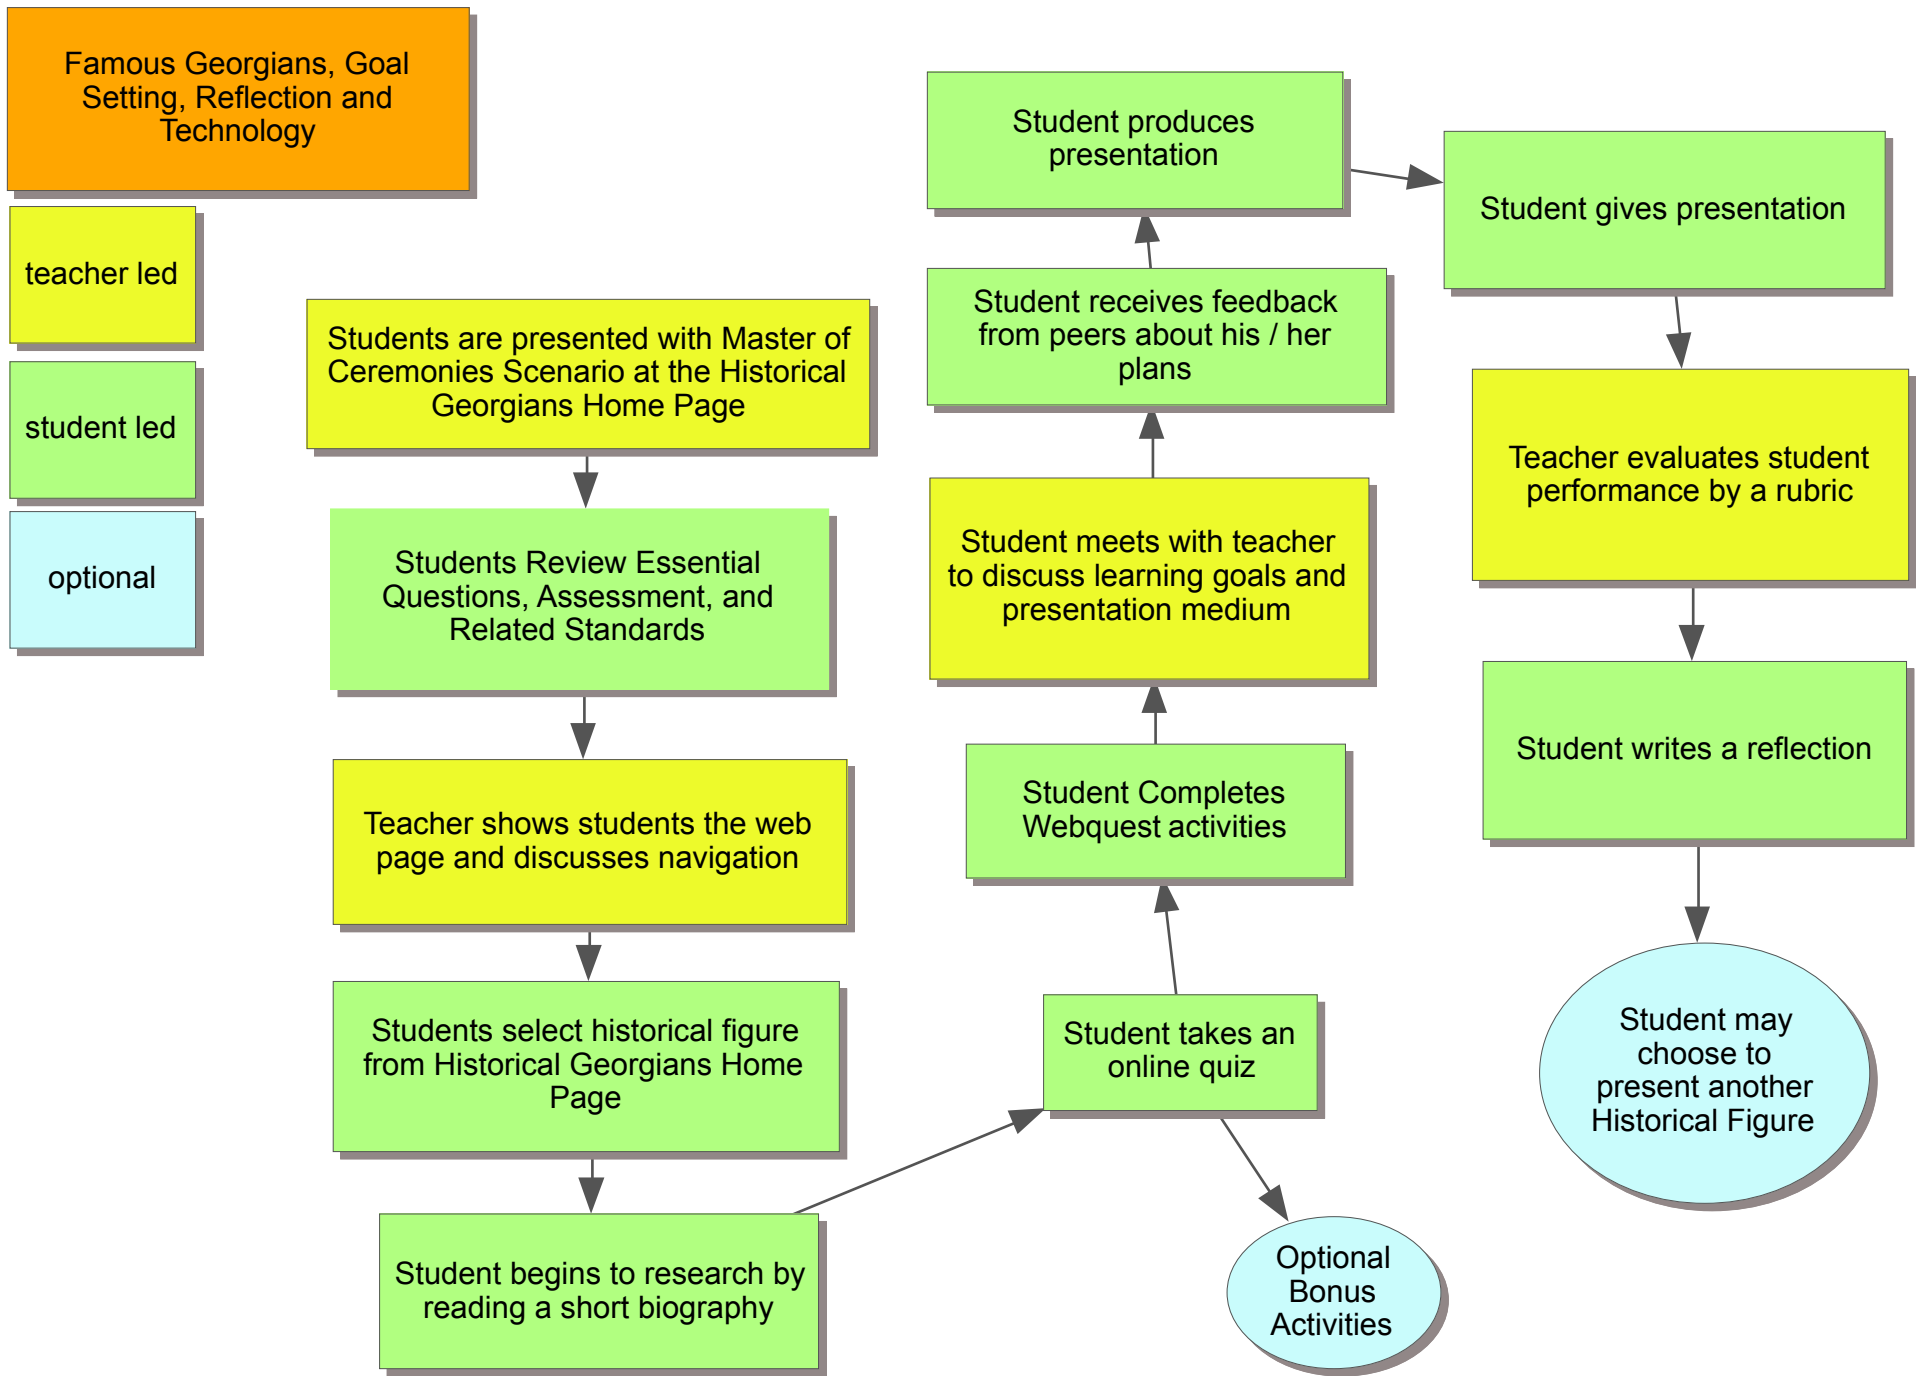 Famous Georgians, Goal
Setting, Reflection and
Technology
teacher led
student led
optional
Students are presented with Master of
Ceremonies Scenario at the Historical
Georgians Home Page
Students Review Essential
Questions, Assessment, and
Related Standards
Teacher shows students the web
page and discusses navigation
Students select historical figure
from Historical Georgians Home
Page
Student begins to research by
reading a short biography
Student takes an
online quiz
Optional
Bonus
Activities
Student Completes
Webquest activities
Student meets with teacher
to discuss learning goals and
presentation medium
Student receives feedback
from peers about his / her
plans
Student produces
presentation
Student gives presentation
Teacher evaluates student
performance by a rubric
Student writes a reflection
Student may
choose to
present another
Historical Figure